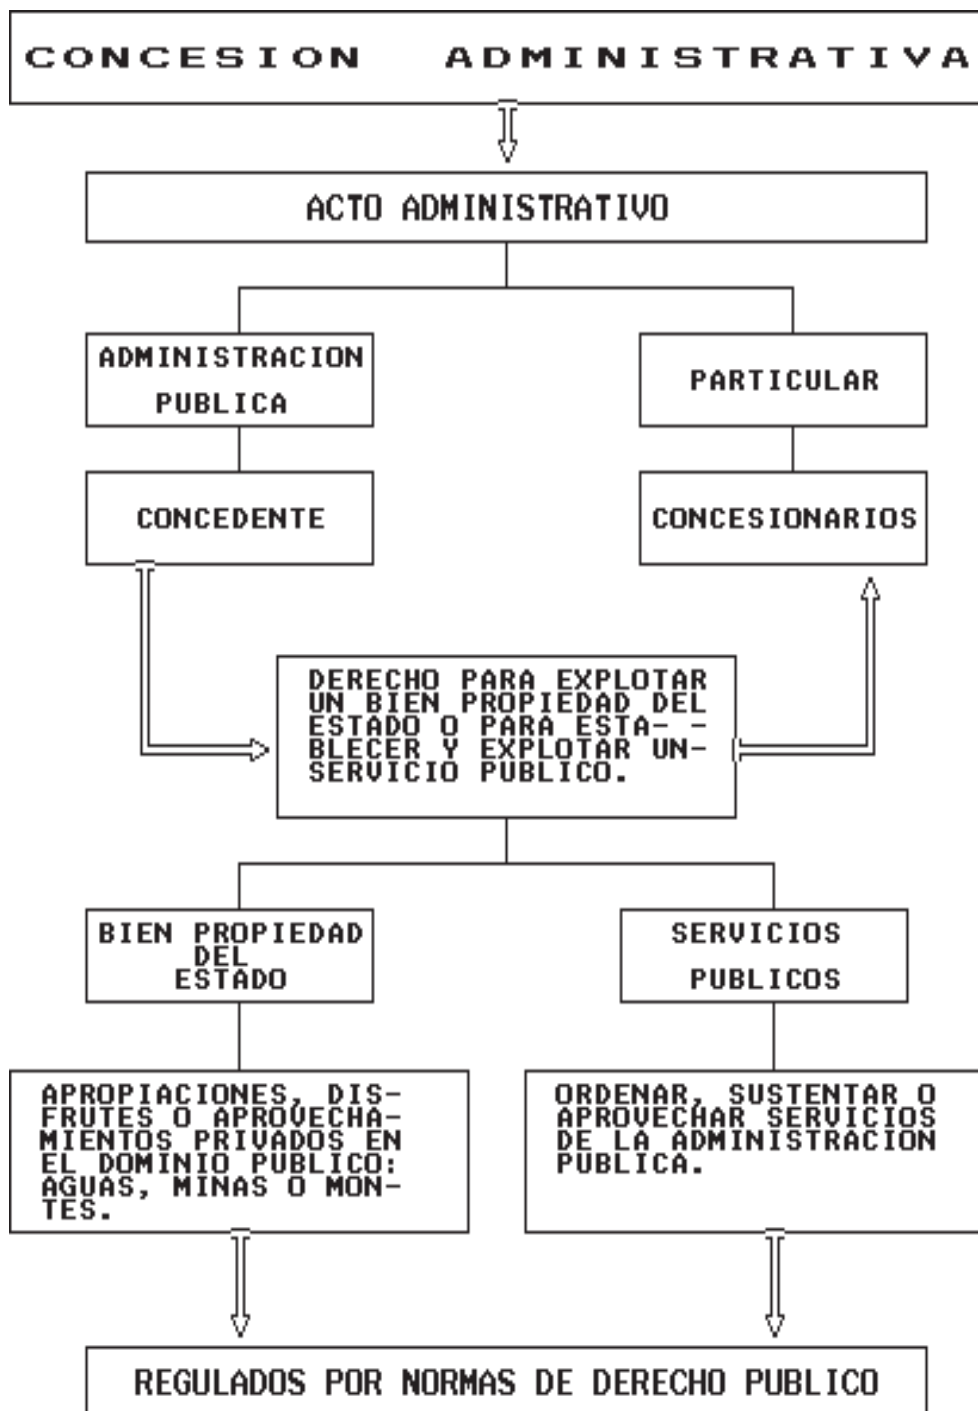 CONCESION ADMINISTRATIVA
ACTO ADMINISTRATIVO
ADMINISTRACION
PUBLICA
PARTICULAR
CONCEDENTE
CONCESIONARIOS
DERECHO PARA EXPLOTAR
UN BIEN PROPIEDAD DEL
ESTADO O PARA ESTA- -
BLECER Y EXPLOTAR UN-
SERVICIO PUBLICO.
BIEN PROPIEDAD
DEL
ESTADO
SERVICIOS
PUBLICOS
APROPIACIONES, DIS-
FRUTES O APROVECHA-
MIENTOS PRIVADOS EN
EL DOMINIO PUBLICO:
AGUAS, MINAS O MON-
TES.
ORDENAR, SUSTENTAR O
APROVECHAR SERVICIOS
DE LA ADMINISTRACION
PUBLICA.
REGULADOS POR NORMAS DE DERECHO PUBLICO